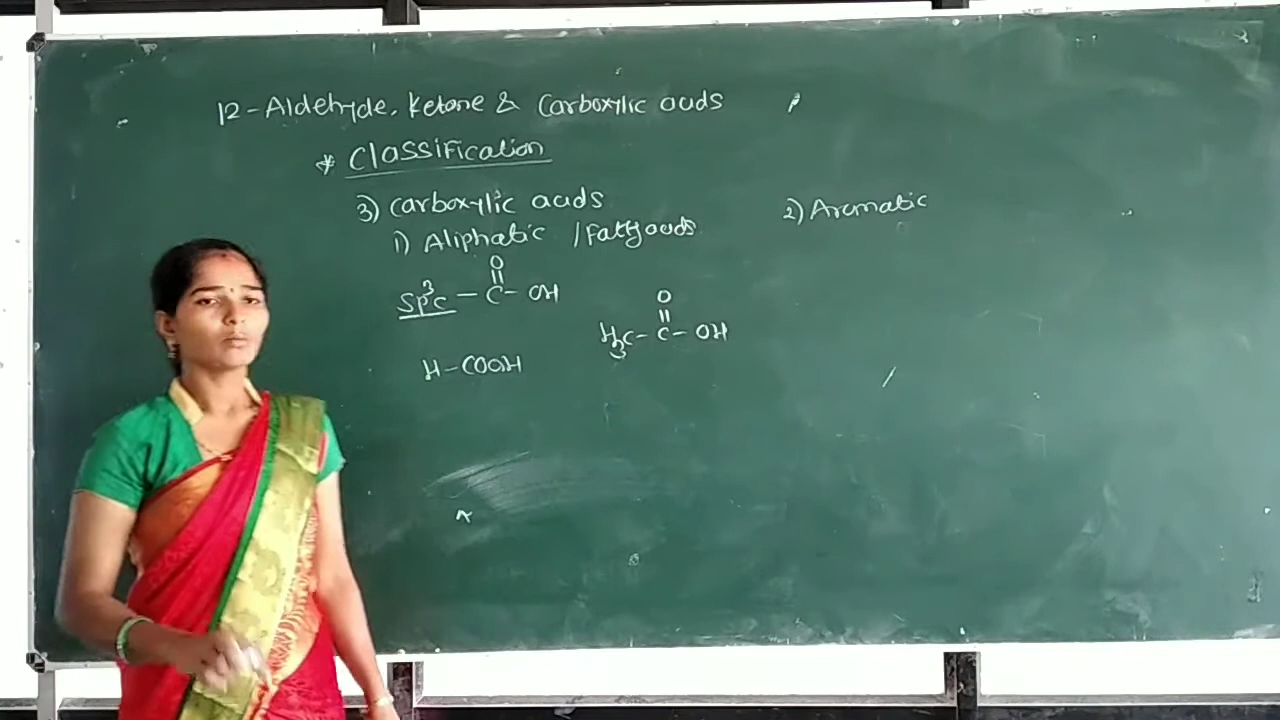 12-Aldehyde, Ketone & Carboxylic acids
* Classification
3) carboxylic acids
2) Aromatic
1) Aliphatic / Fatty acids
O
Sp3c — C — OH
O
H3C — C — OH
H — COOH